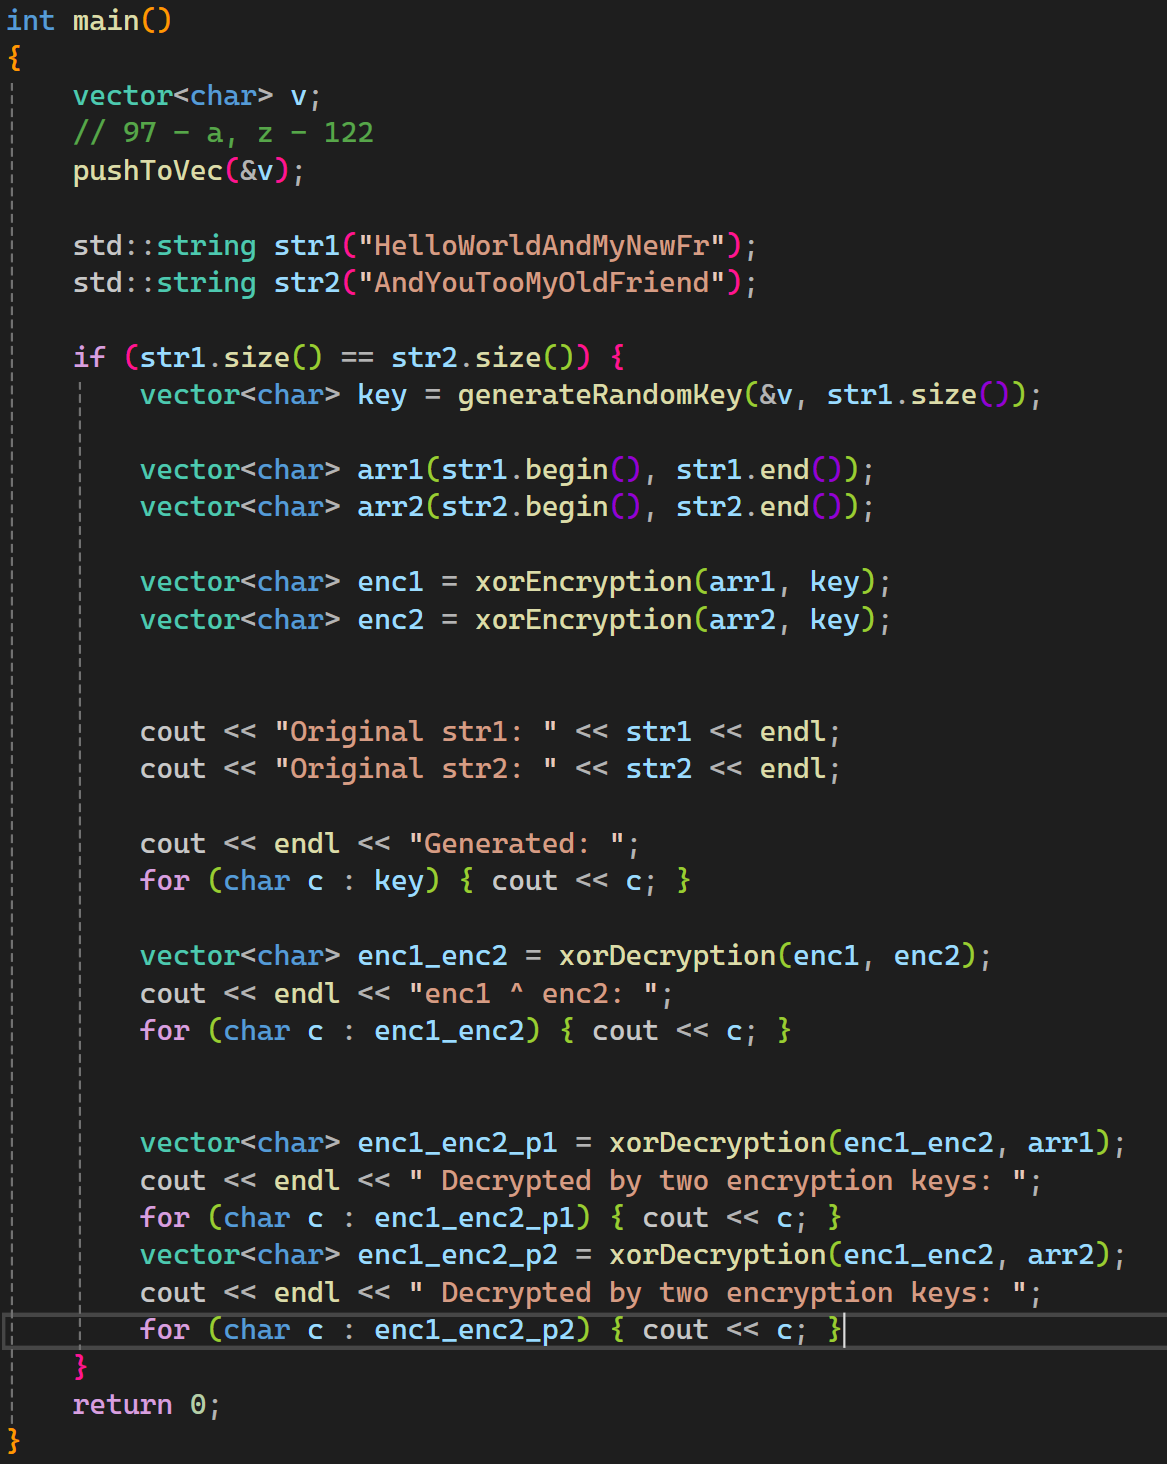 int main()
{
    vector<char> v;
    // 97 - a, z - 122
    pushToVec(&v);

    std::string str1("HelloWorldAndMyNewFr");
    std::string str2("AndYouTooMyOldFriend");

    if (str1.size() == str2.size()) {
        vector<char> key = generateRandomKey(&v, str1.size());

        vector<char> arr1(str1.begin(), str1.end());
        vector<char> arr2(str2.begin(), str2.end());

        vector<char> enc1 = xorEncryption(arr1, key);
        vector<char> enc2 = xorEncryption(arr2, key);


        cout << "Original str1: " << str1 << endl;
        cout << "Original str2: " << str2 << endl;

        cout << endl << "Generated: ";
        for (char c : key) { cout << c; }

        vector<char> enc1_enc2 = xorDecryption(enc1, enc2);
        cout << endl << "enc1 ^ enc2: ";
        for (char c : enc1_enc2) { cout << c; }


        vector<char> enc1_enc2_p1 = xorDecryption(enc1_enc2, arr1);
        cout << endl << " Decrypted by two encryption keys: ";
        for (char c : enc1_enc2_p1) { cout << c; }
        vector<char> enc1_enc2_p2 = xorDecryption(enc1_enc2, arr2);
        cout << endl << " Decrypted by two encryption keys: ";
        for (char c : enc1_enc2_p2) { cout << c; }
    }
    return 0;
}